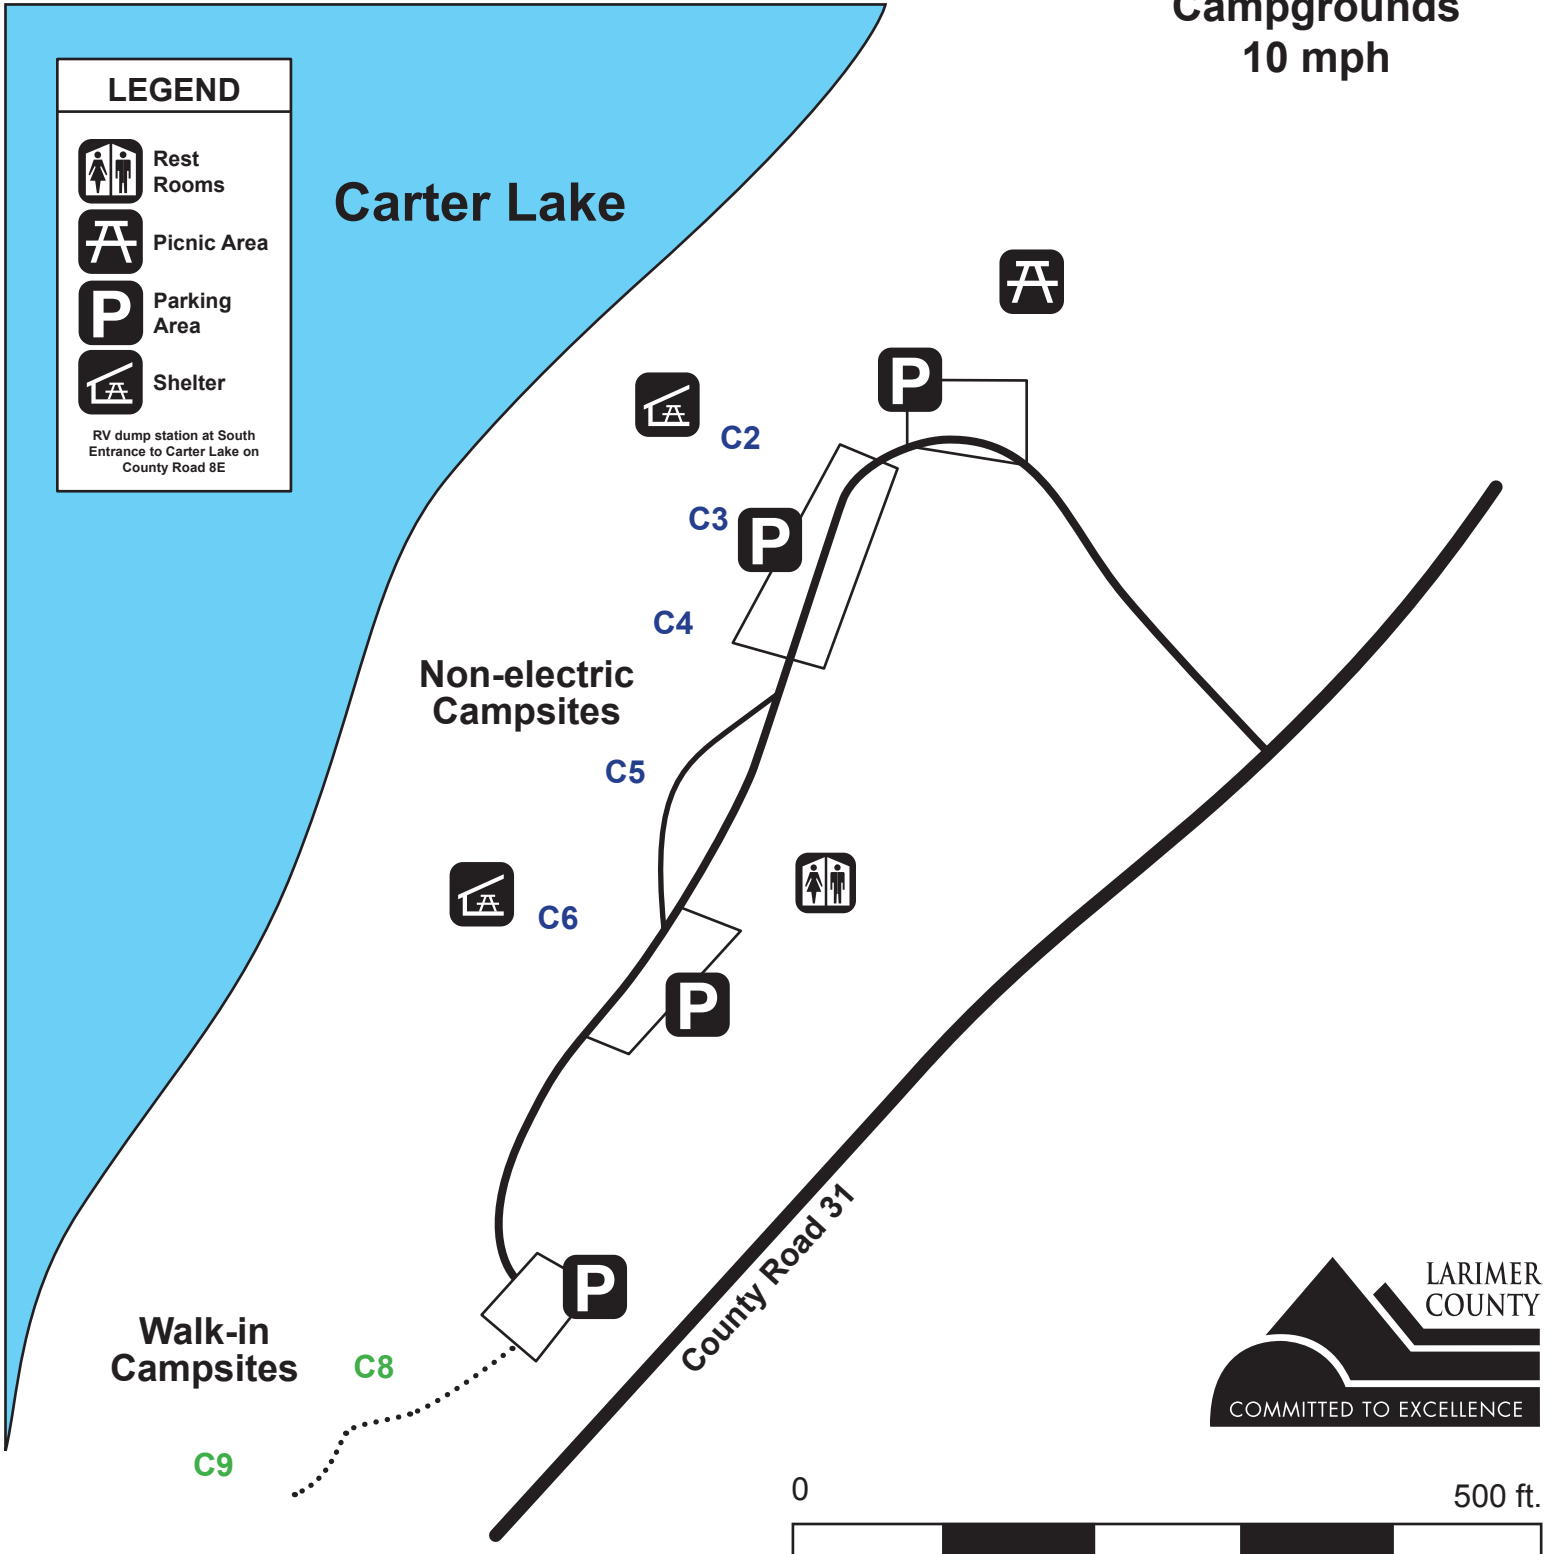 Campgrounds
10 mph
LEGEND
Rest
Rooms
Picnic Area
P
Parking
Area
Shelter
RV dump station at South
Entrance to Carter Lake on
County Road 8E
Carter Lake
P
C2
C3
P
C4
Non-electric
Campsites
C5
C6
P
P
County Road 31
Walk-in
Campsites
C8
C9
LARIMER
COUNTY
COMMITTED TO EXCELLENCE
0
500 ft.